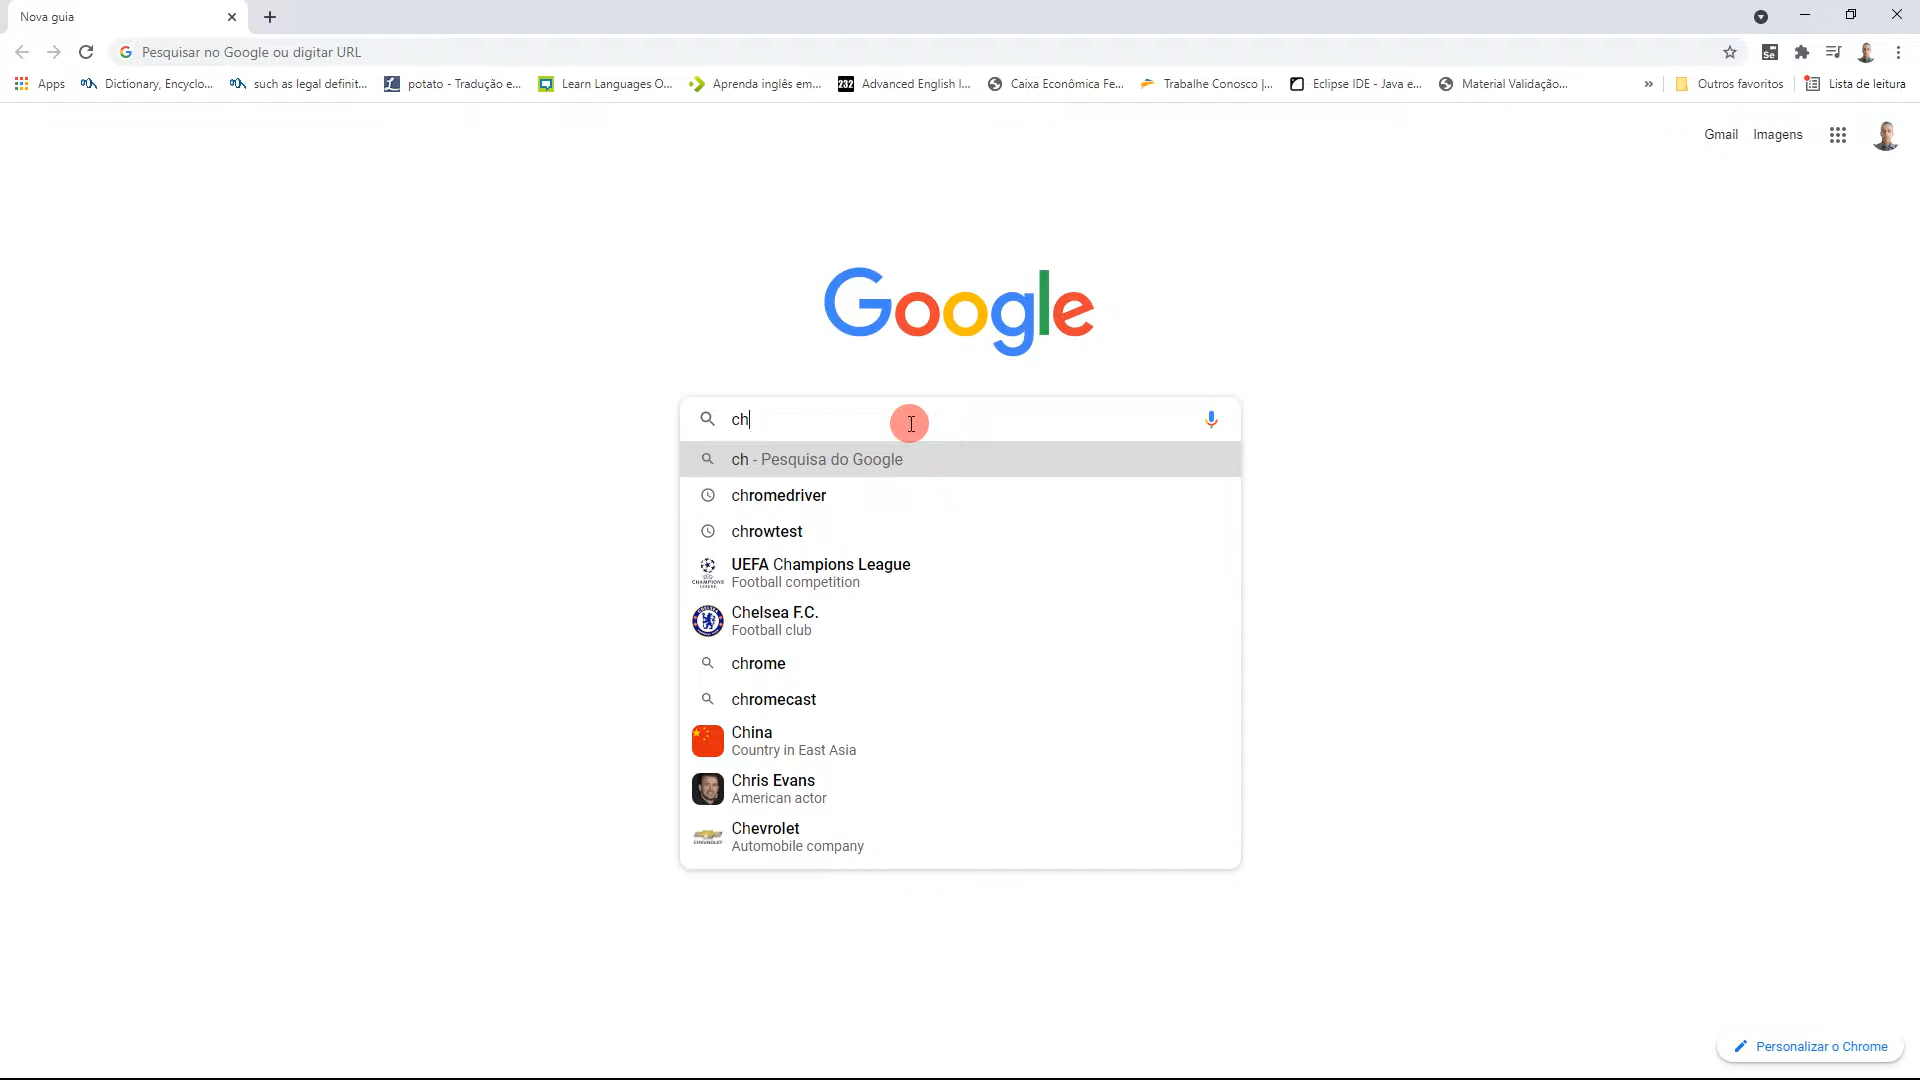 Nova guia
Pesquisar no Google ou digitar URL
Se
Apps Dictionary, Encyclo... such as legal definit... potato - Tradução e... Learn Languages O... Aprenda inglês em... 232 Advanced English l... Caixa Econômica Fe... Trabalhe Conosco |... Eclipse IDE - Java e... Material Validação... » Outros favoritos Lista de leitura
Gmail Imagens
Google
ch
ch - Pesquisa do Google
chromedriver
chrowtest
UEFA Champions League
Football competition
Chelsea F.C.
Football club
chrome
chromecast
China
Country in East Asia
Chris Evans
American actor
Chevrolet
Automobile company
Personalizar o Chrome